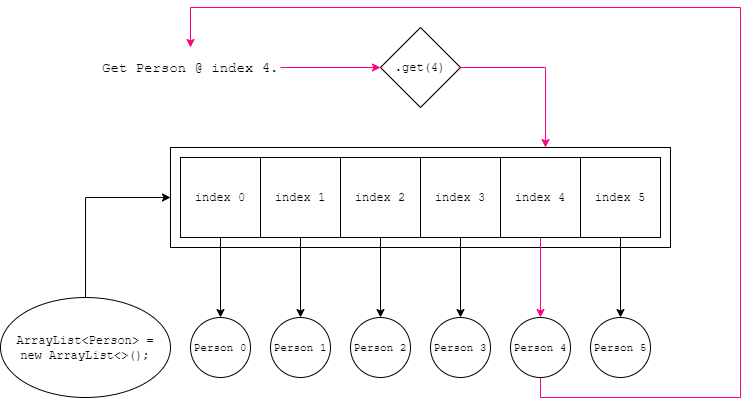 Get Person @ index 4.
.get(4)
index 0
index 1
index 2
index 3
index 4
index 5
ArrayList<Person> =
new ArrayList<>();
Person 0
Person 1
Person 2
Person 3
Person 4
Person 5